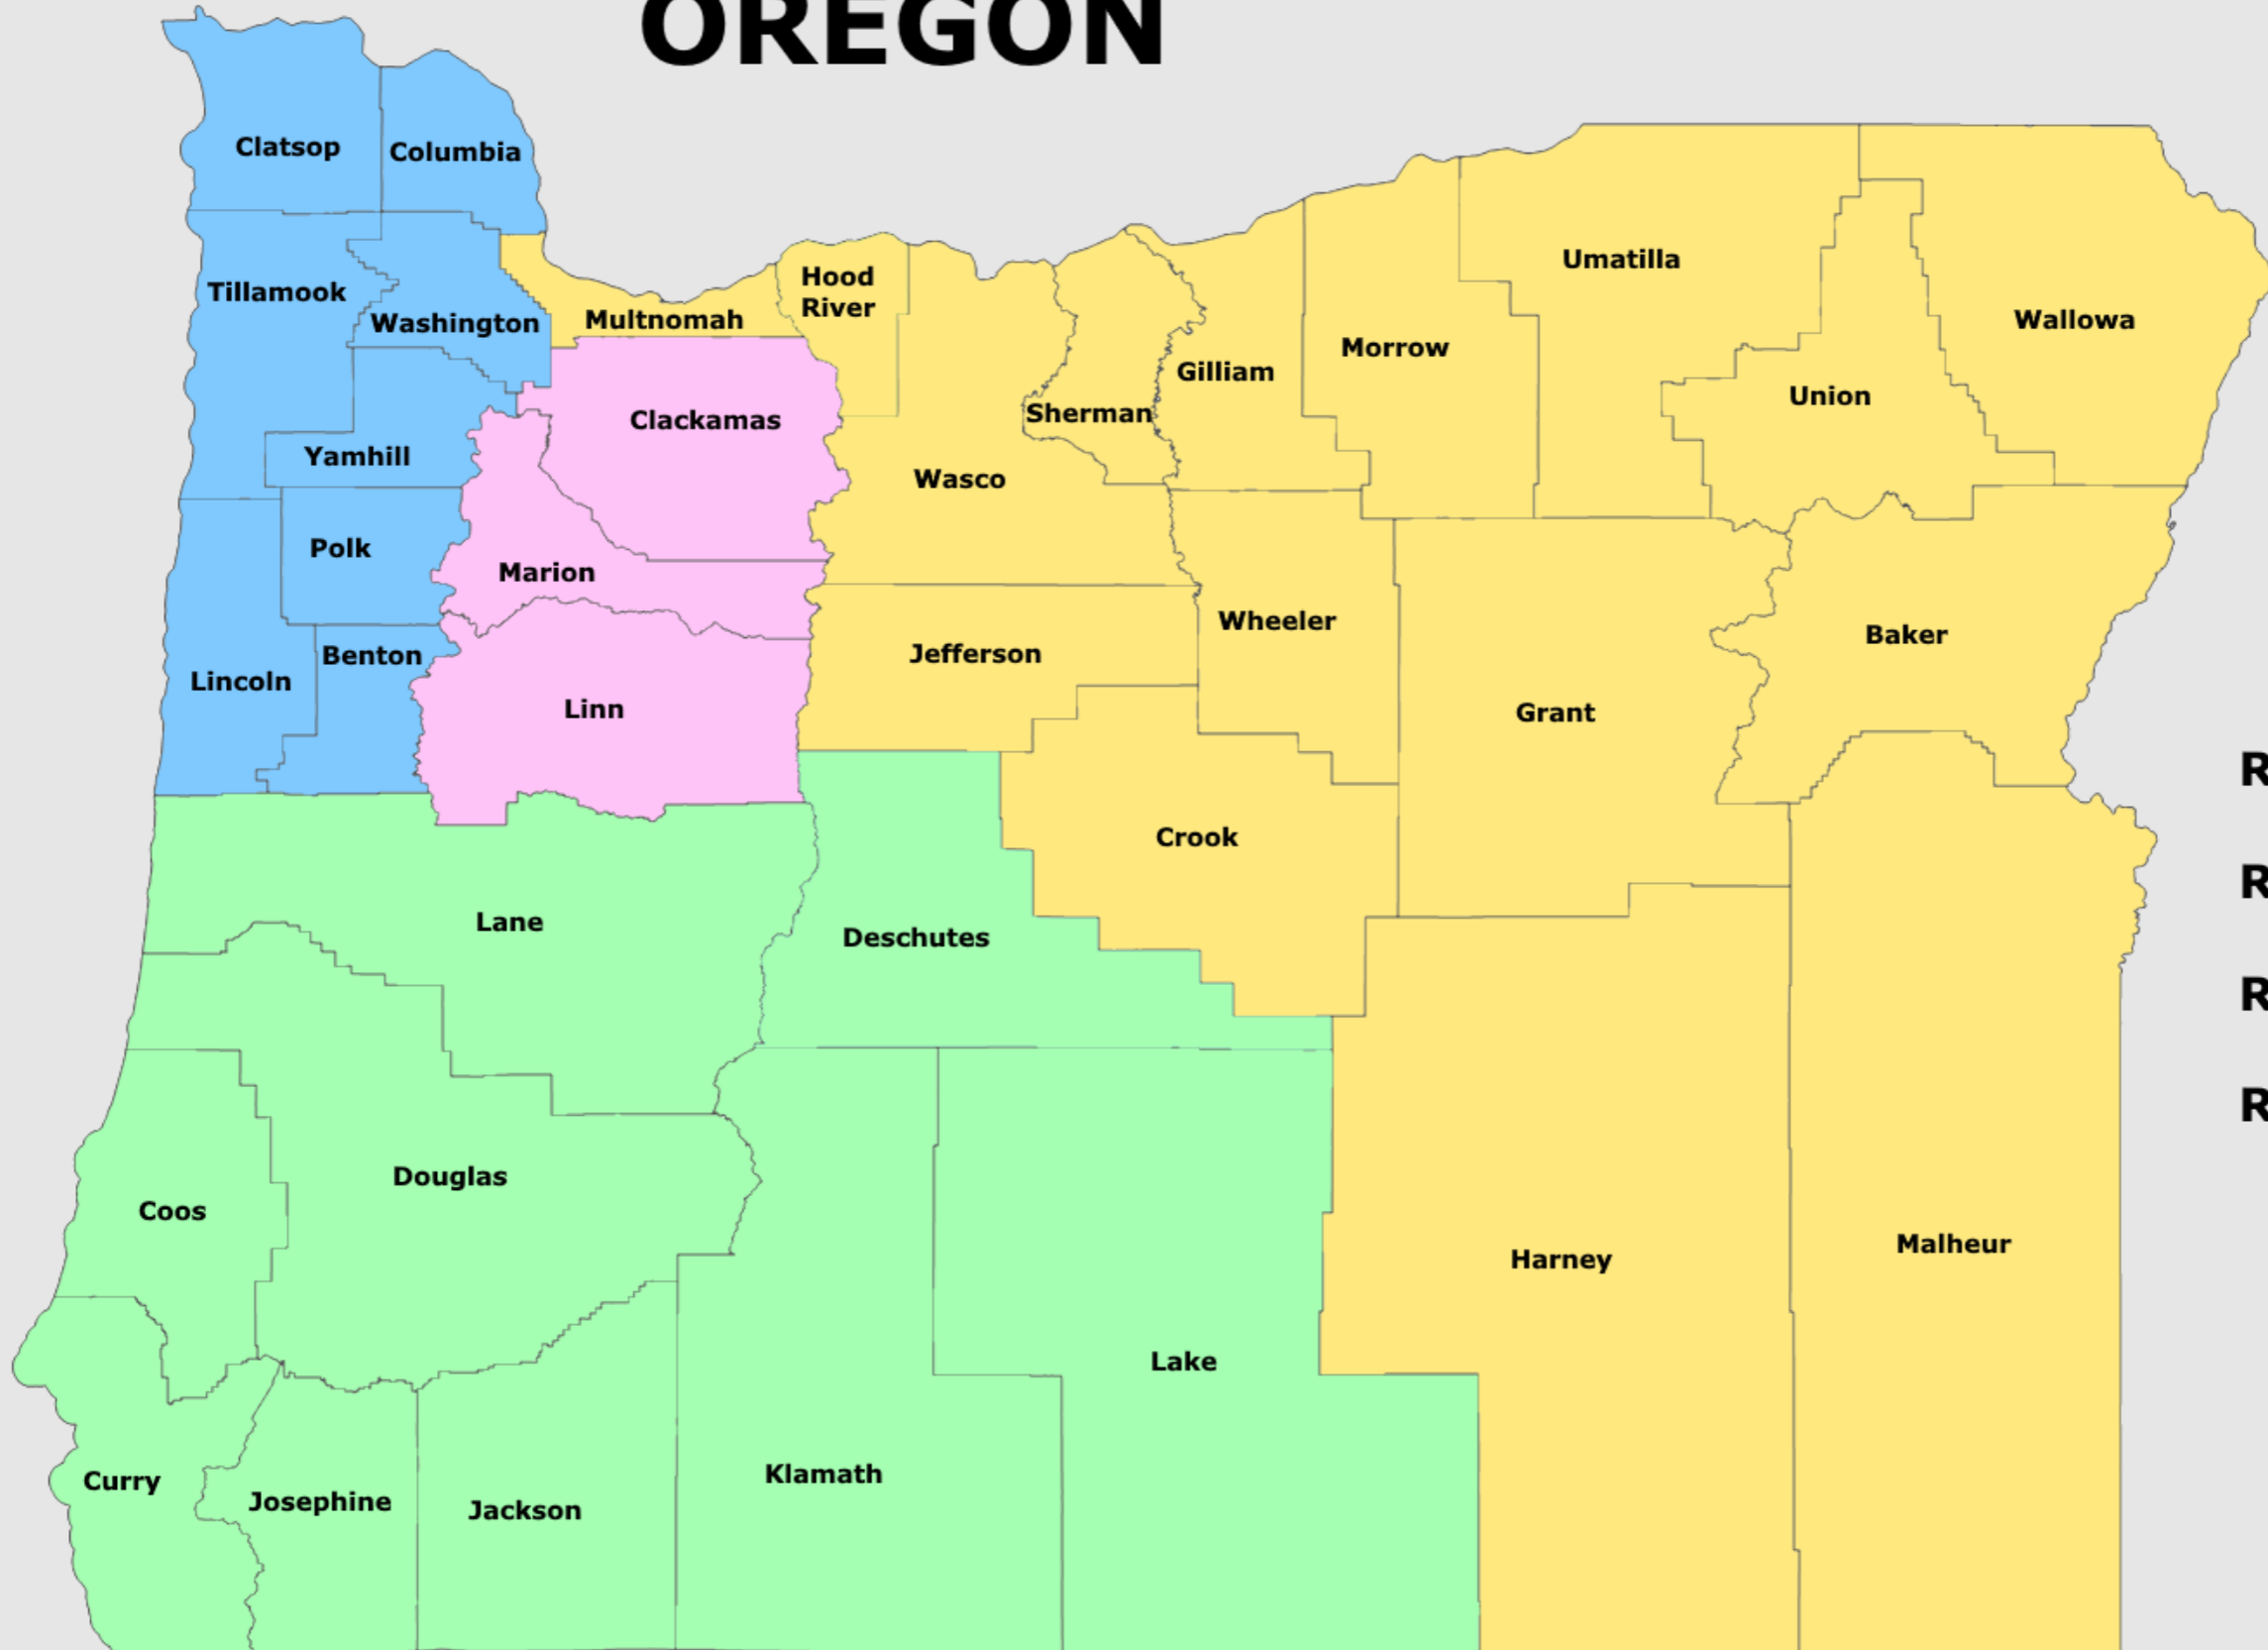 OREGON
Clatsop
Columbia
Tillamook
Washington
Multnomah
Hood
River
Umatilla
Wallowa
Morrow
Gilliam
Union
Sherman
Clackamas
Yamhill
Wasco
Polk
Marion
Wheeler
Baker
Benton
Jefferson
Lincoln
Linn
Grant
R
Crook
R
Lane
Deschutes
R
R
Douglas
Coos
Harney
Malheur
Lake
Curry
Josephine
Jackson
Klamath